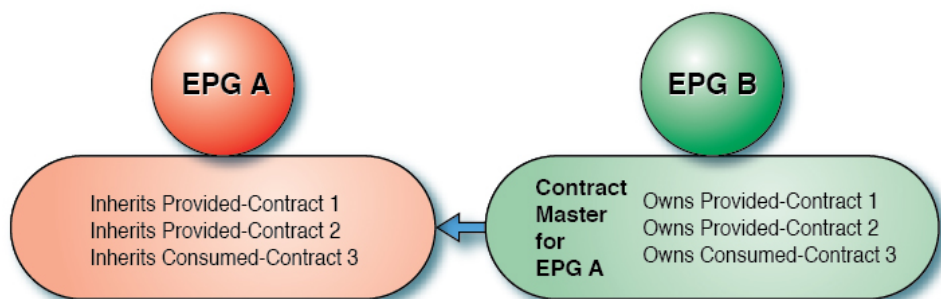 EPG A
EPG B
Inherits Provided-Contract 1
Inherits Provided-Contract 2
Inherits Consumed-Contract 3
Contract
Master
for
EPG A
Owns Provided-Contract 1
Owns Provided-Contract 2
Owns Consumed-Contract 3